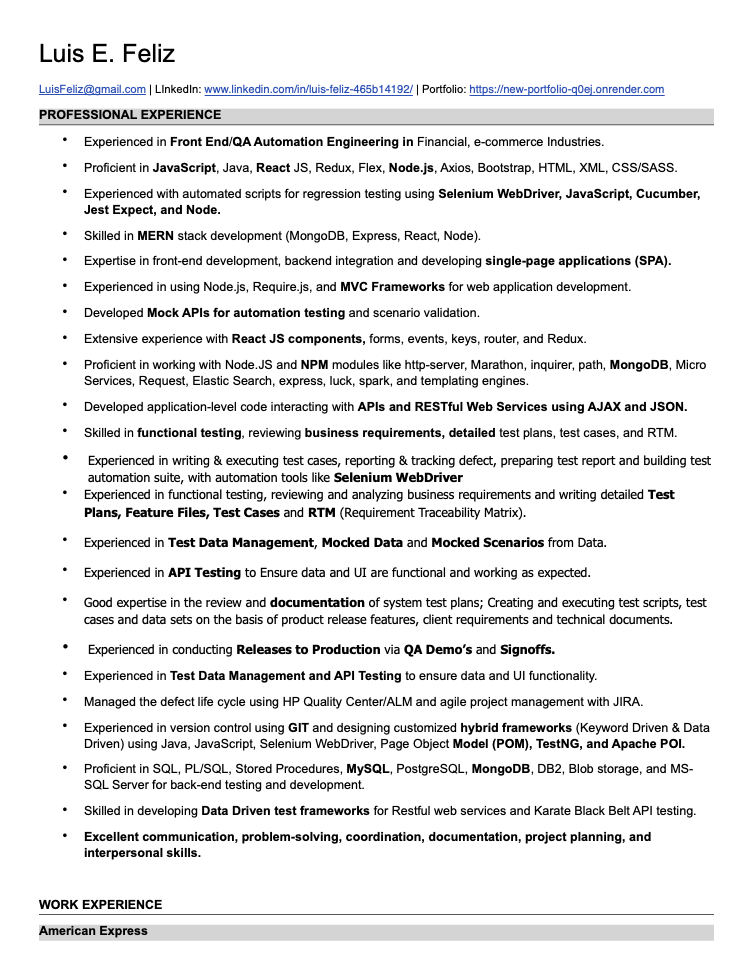 Luis E. Feliz
LuisFeliz@gmail.com | LInkedIn: www.linkedin.com/in/luis-feliz-465b14192/ | Portfolio: https://new-portfolio-q0ej.onrender.com
PROFESSIONAL EXPERIENCE
• Experienced in Front End/QA Automation Engineering in Financial, e-commerce Industries.
• Proficient in JavaScript, Java, React JS, Redux, Flex, Node.js, Axios, Bootstrap, HTML, XML, CSS/SASS.
• Experienced with automated scripts for regression testing using Selenium WebDriver, JavaScript, Cucumber,
Jest Expect, and Node.
• Skilled in MERN stack development (MongoDB, Express, React, Node).
• Expertise in front-end development, backend integration and developing single-page applications (SPA).
• Experienced in using Node.js, Require.js, and MVC Frameworks for web application development.
• Developed Mock APIs for automation testing and scenario validation.
• Extensive experience with React JS components, forms, events, keys, router, and Redux.
• Proficient in working with Node.JS and NPM modules like http-server, Marathon, inquirer, path, MongoDB, Micro
Services, Request, Elastic Search, express, luck, spark, and templating engines.
• Developed application-level code interacting with APIs and RESTful Web Services using AJAX and JSON.
• Skilled in functional testing, reviewing business requirements, detailed test plans, test cases, and RTM.
• Experienced in writing & executing test cases, reporting & tracking defect, preparing test report and building test
automation suite, with automation tools like Selenium WebDriver
• Experienced in functional testing, reviewing and analyzing business requirements and writing detailed Test
Plans, Feature Files, Test Cases and RTM (Requirement Traceability Matrix).
• Experienced in Test Data Management, Mocked Data and Mocked Scenarios from Data.
• Experienced in API Testing to Ensure data and UI are functional and working as expected.
• Good expertise in the review and documentation of system test plans; Creating and executing test scripts, test
cases and data sets on the basis of product release features, client requirements and technical documents.
• Experienced in conducting Releases to Production via QA Demo’s and Signoffs.
• Experienced in Test Data Management and API Testing to ensure data and UI functionality.
• Managed the defect life cycle using HP Quality Center/ALM and agile project management with JIRA.
• Experienced in version control using GIT and designing customized hybrid frameworks (Keyword Driven & Data
Driven) using Java, JavaScript, Selenium WebDriver, Page Object Model (POM), TestNG, and Apache POI.
• Proficient in SQL, PL/SQL, Stored Procedures, MySQL, PostgreSQL, MongoDB, DB2, Blob storage, and MS-
SQL Server for back-end testing and development.
• Skilled in developing Data Driven test frameworks for Restful web services and Karate Black Belt API testing.
• Excellent communication, problem-solving, coordination, documentation, project planning, and
interpersonal skills.
WORK EXPERIENCE
American Express